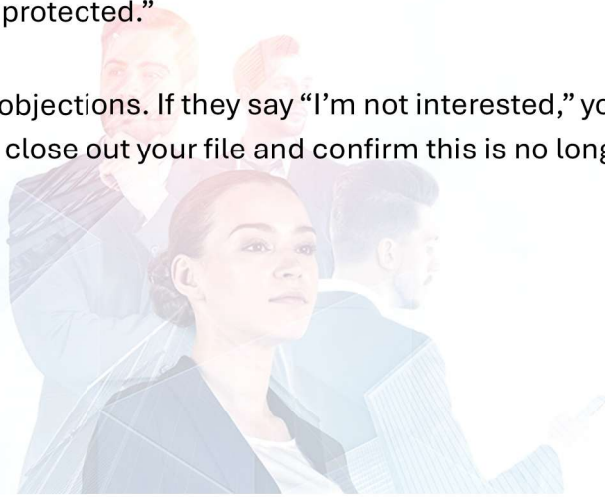 protected.”
objections. If they say “I’m not interested,” yo
close out your file and confirm this is no long